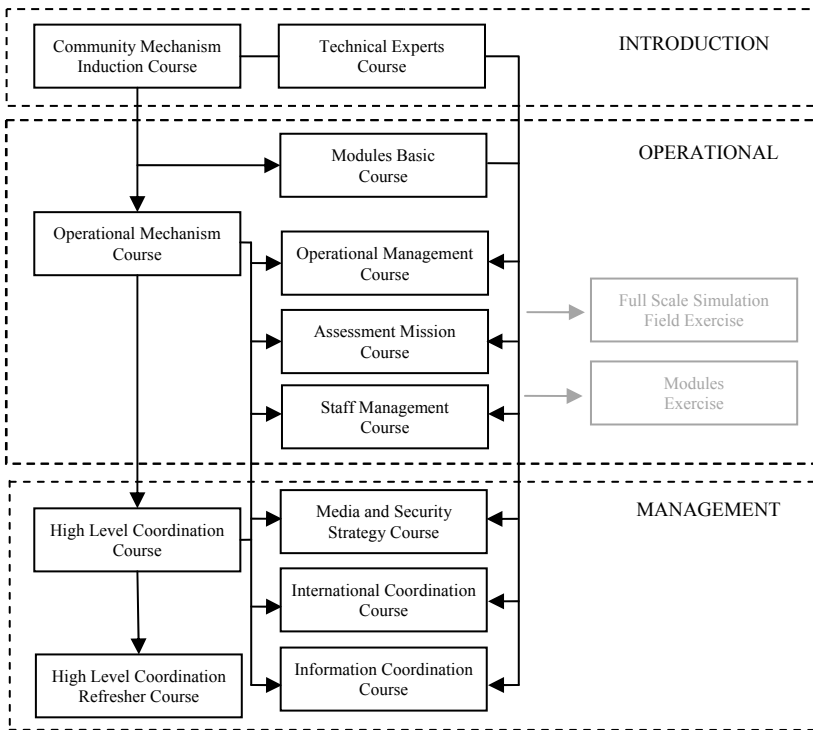 Community Mechanism
Induction Course
Technical Experts
Course
INTRODUCTION
Modules Basic
Course
OPERATIONAL
Operational Mechanism
Course
Operational Management
Course
Full Scale Simulation
Field Exercise
Assessment Mission
Course
Modules
Exercise
Staff Management
Course
MANAGEMENT
Media and Security
Strategy Course
High Level Coordination
Course
International Coordination
Course
High Level Coordination
Refresher Course
Information Coordination
Course